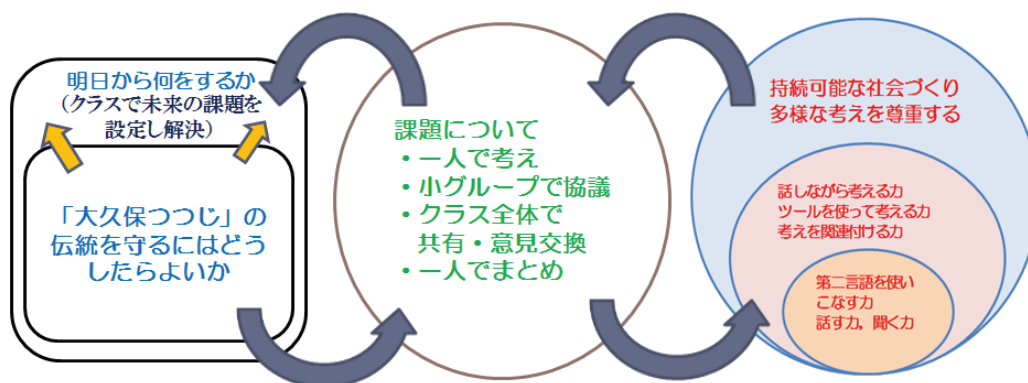 明日から何をするか
（クラスで未来の課題を
設定し解決）
「大久保つつじ」の
伝統を守るにはどう
したらよいか
課題について
・一人で考え
・小グループで協議
・クラス全体で
共有・意見交換
・一人でまとめ
持続可能な社会づくり
多様な考えを尊重する
話しながら考える力
ツールを使って考える力
考えを関連付ける力
第二言語を使い
こなす力
話す力，聞く力